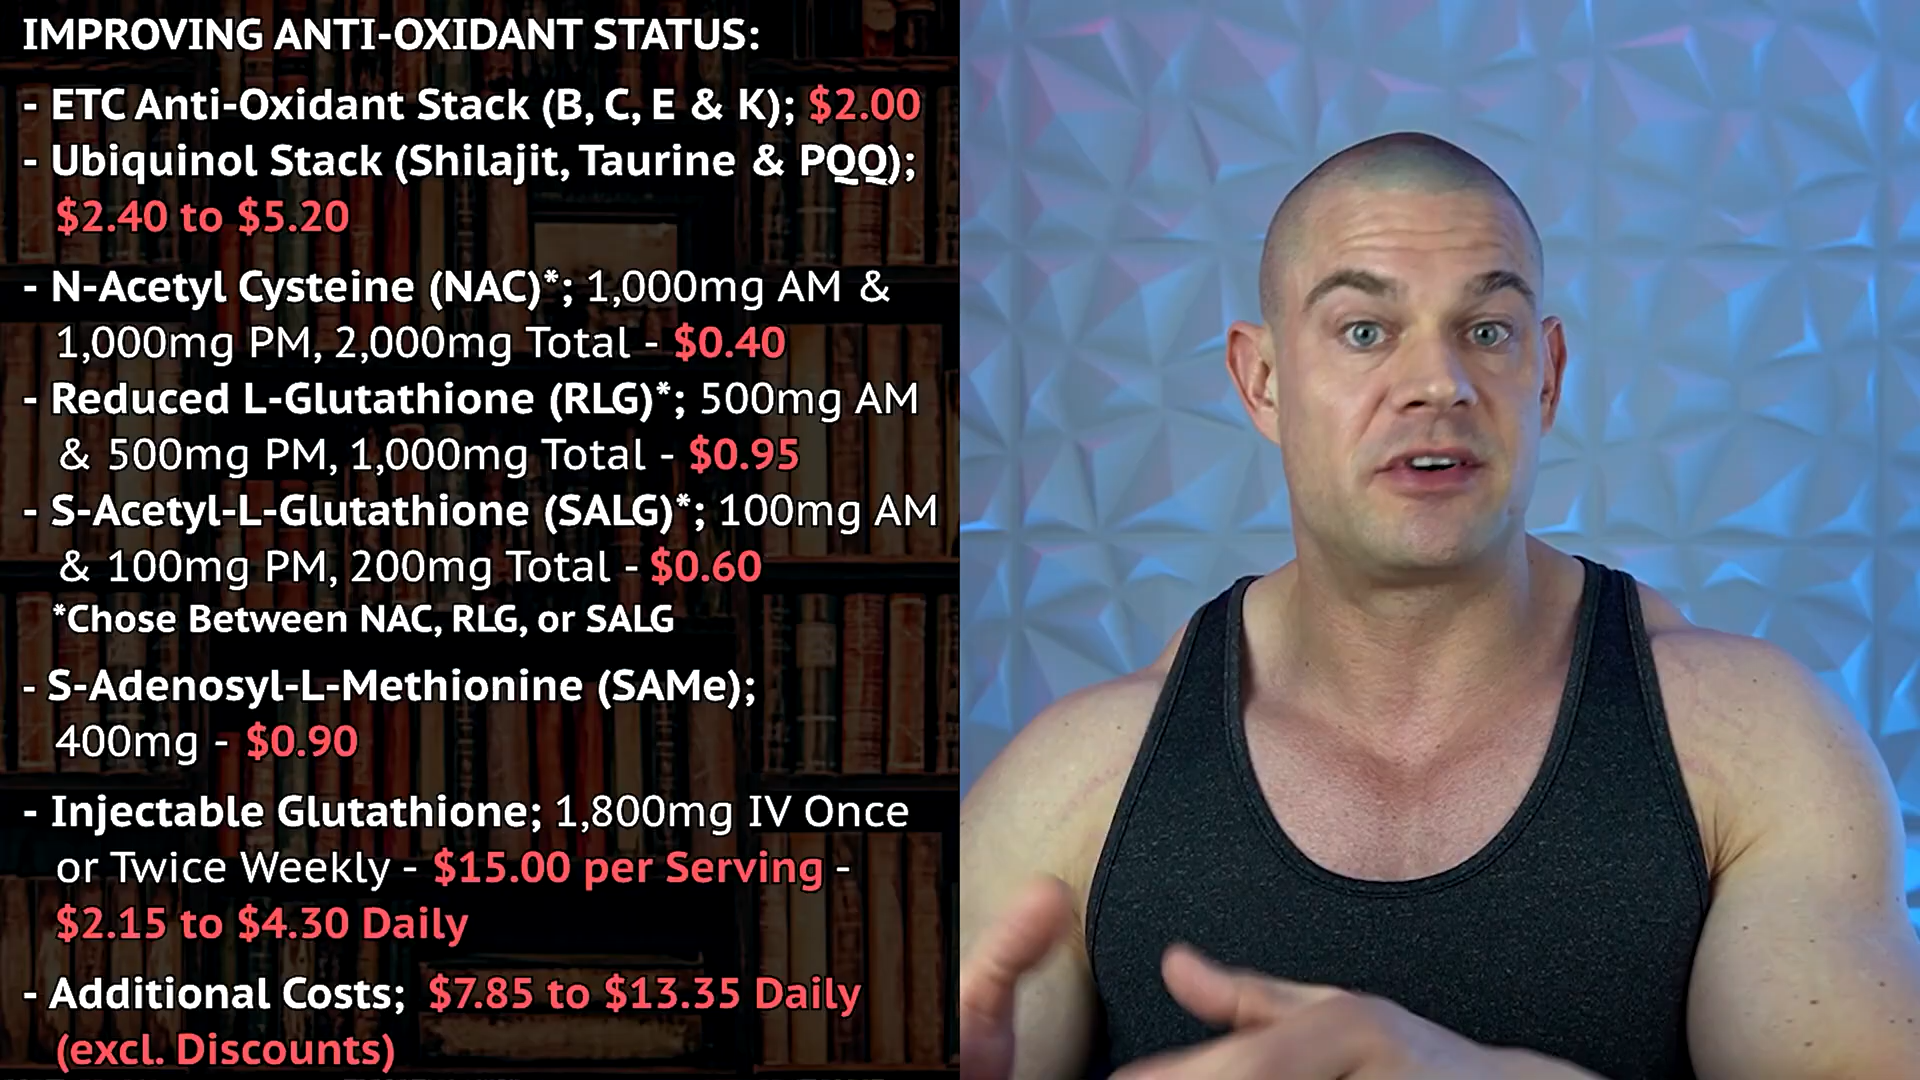 IMPROVING ANTI-OXIDANT STATUS:
- ETC Anti-Oxidant Stack (B, C, E & K); $2.00
- Ubiquinol Stack (Shilajit, Taurine & PQQ);
$2.40 to $5.20
- N-Acetyl Cysteine (NAC)*; 1,000mg AM &
1,000mg PM, 2,000mg Total - $0.40
- Reduced L-Glutathione (RLG)*; 500mg AM
& 500mg PM, 1,000mg Total - $0.95
- S-Acetyl-L-Glutathione (SALG)*; 100mg AM
& 100mg PM, 200mg Total - $0.60
*Chose Between NAC, RLG, or SALG
- S-Adenosyl-L-Methionine (SAMe);
400mg - $0.90
- Injectable Glutathione; 1,800mg IV Once
or Twice Weekly - $15.00 per Serving -
$2.15 to $4.30 Daily
- Additional Costs; $7.85 to $13.35 Daily
(excl. Discounts)